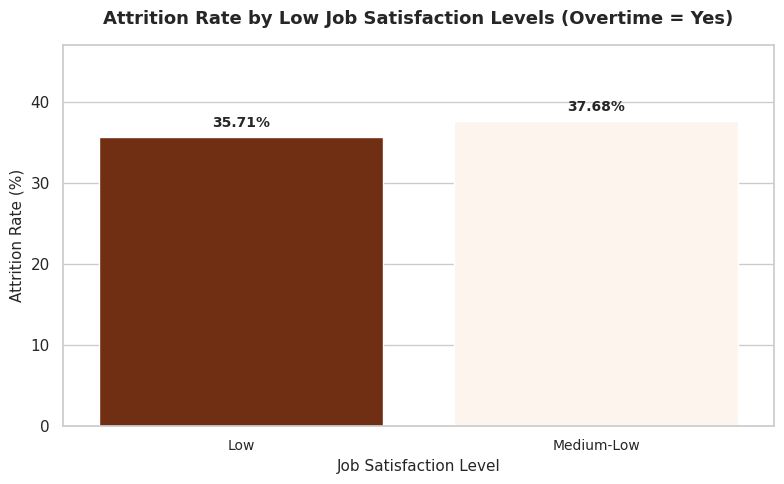 Attrition Rate by Low Job Satisfaction Levels (Overtime = Yes)
Attrition Rate (%)
40
30
20
10
0
35.71%
37.68%
Low
Medium-Low
Job Satisfaction Level